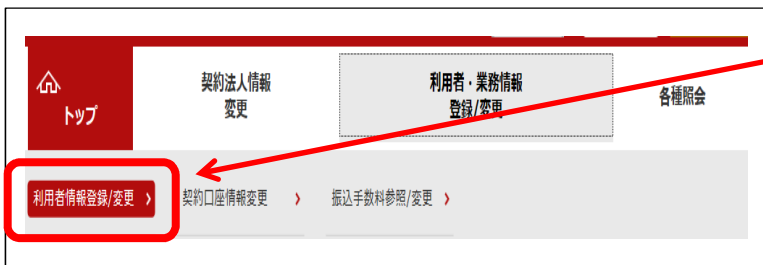 トップ
契約法人情報
変更
利用者・業務情報
登録/変更
各種照会
利用者情報登録/変更 >
契約口座情報変更 >
振込手数料参照/変更 >